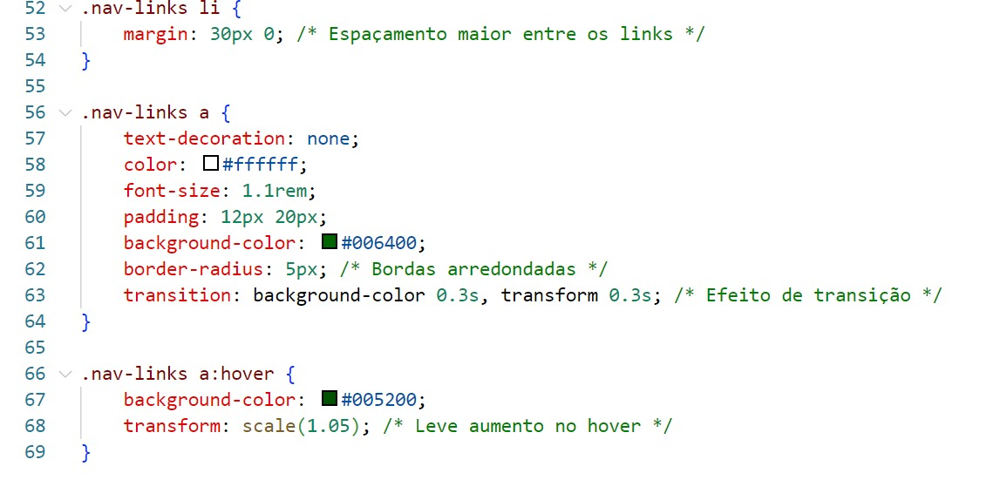 52 .nav-links li {
53 margin: 30px 0; /* Espaçamento maior entre os links */
54 }
55
56 .nav-links a {
57 text-decoration: none;
58 color: #ffffff;
59 font-size: 1.1rem;
60 padding: 12px 20px;
61 background-color: #006400;
62 border-radius: 5px; /* Bordas arredondadas */
63 transition: background-color 0.3s, transform 0.3s; /* Efeito de transição */
64 }
65
66 .nav-links a:hover {
67 background-color: #005200;
68 transform: scale(1.05); /* Leve aumento no hover */
69 }